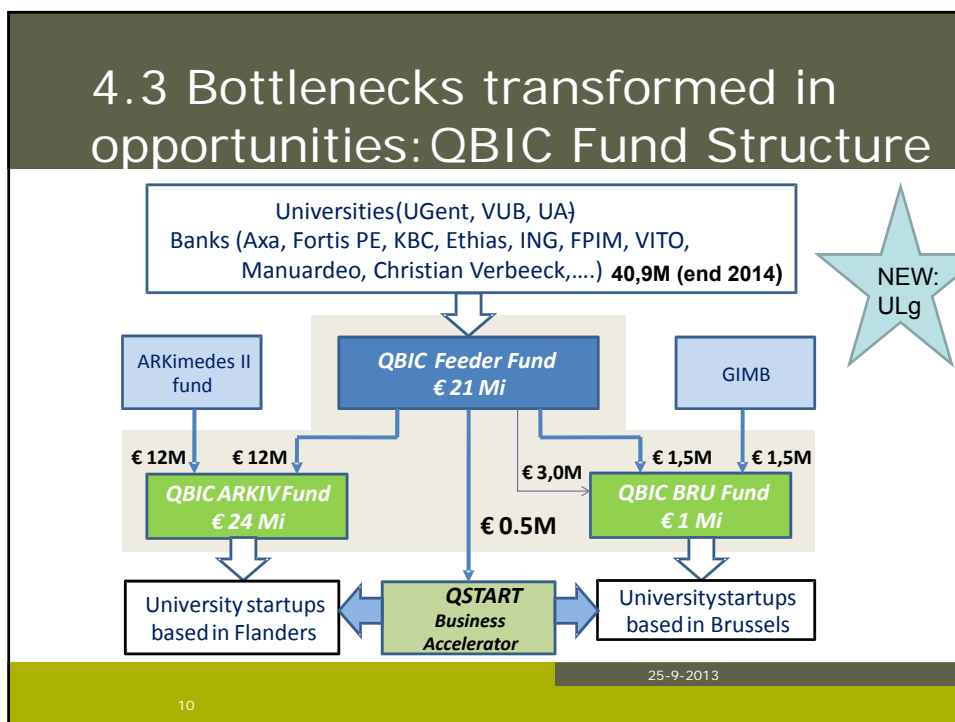 4.3 Bottlenecks transformed in
opportunities: QBIC Fund Structure
Universities(UGent, VUB, UA)
Banks (Axa, Fortis PE, KBC, Ethias, ING, FPIM, VITO,
Manuardeo, Christian Verbeeck,....) 40,9M (end 2014)
NEW:
ULg
ARKimedes II
fund
QBIC Feeder Fund
€ 21 Mi
GIMB
€ 12M
€ 12M
€ 3,0M
€ 1,5M
€ 1,5M
QBIC ARKIV Fund
€ 24 Mi
€ 0.5M
QBIC BRU Fund
€ 1 Mi
University startups
based in Flanders
QSTART
Business
Accelerator
Universitystartups
based in Brussels
25-9-2013
10